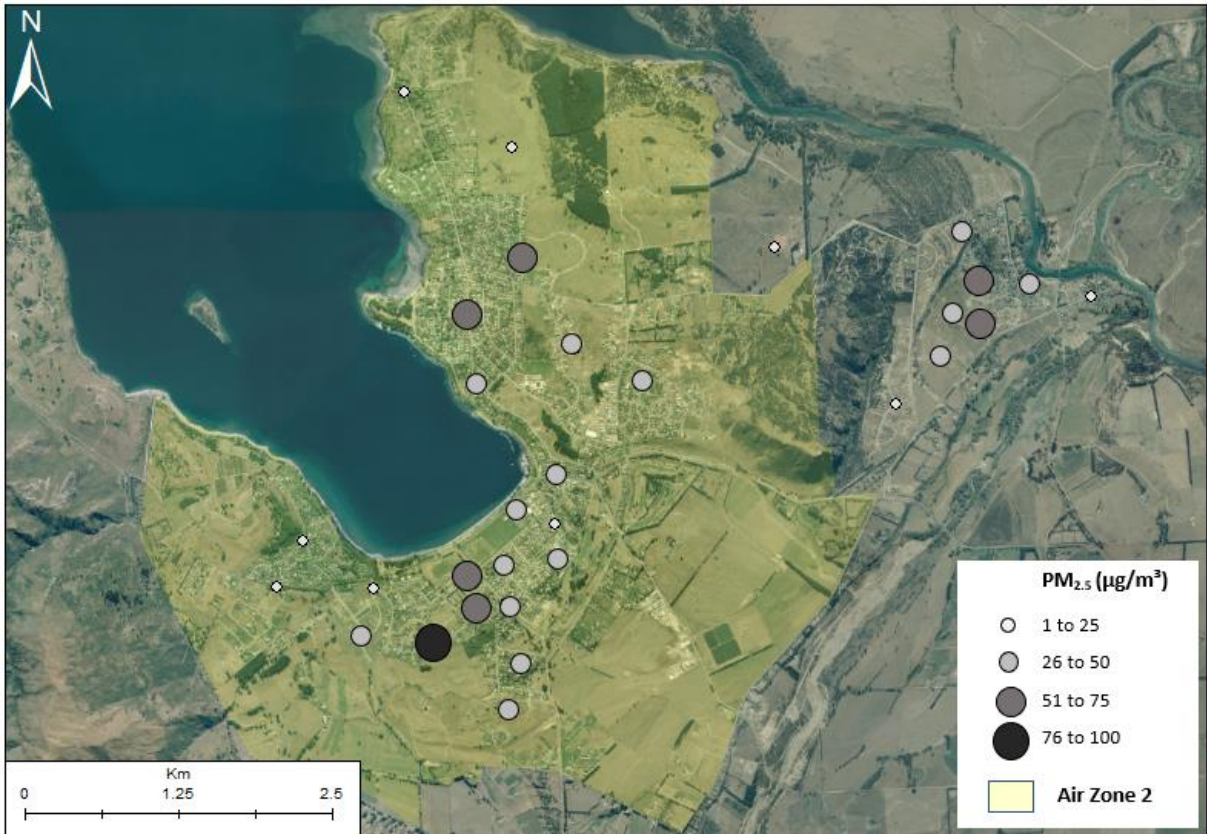 N
PM₂.₅ (µg/m³)
1 to 25
26 to 50
51 to 75
76 to 100
Air Zone 2
Km
0 1.25 2.5